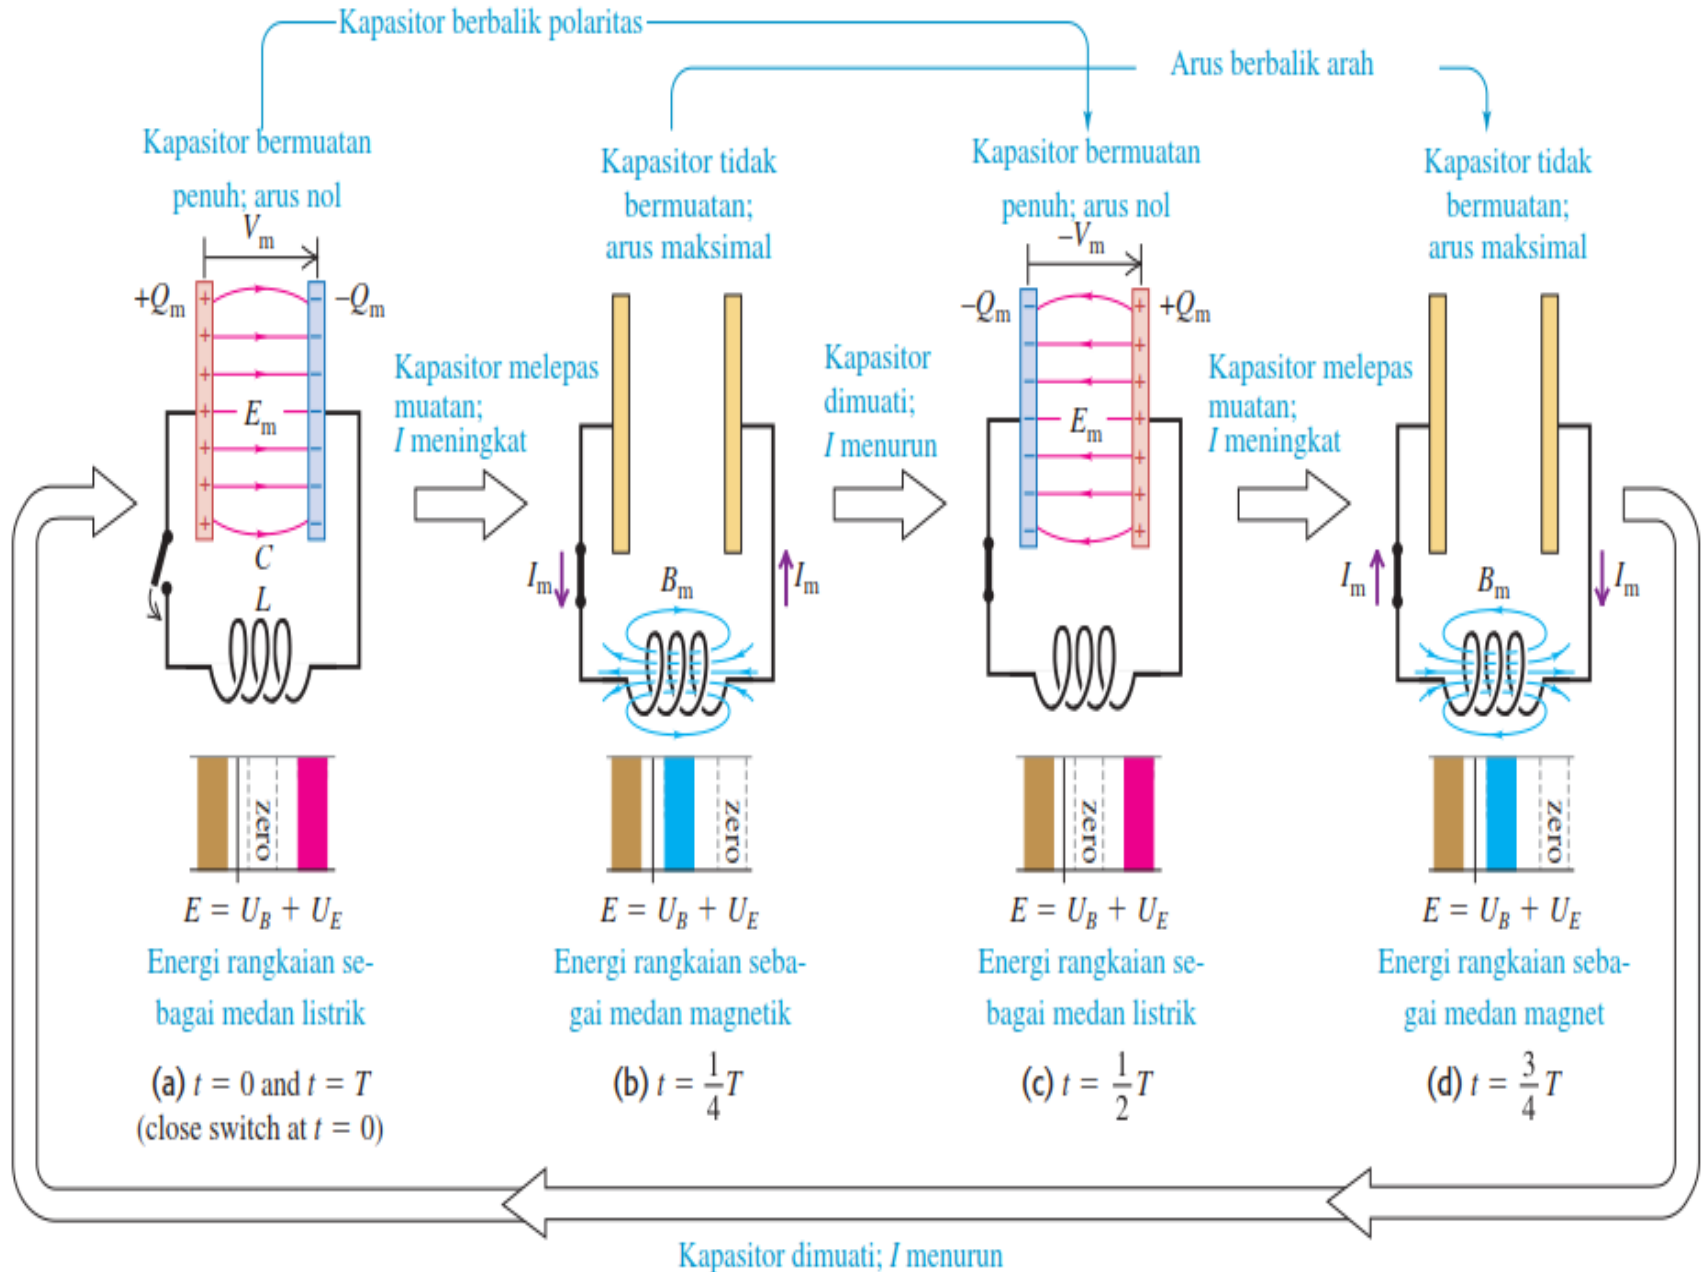 Kapasitor berbalik polaritas
Arus berbalik arah
Kapasitor bermuatan
penuh; arus nol
Kapasitor tidak
bermuatan;
arus maksimal
Kapasitor bermuatan
penuh; arus nol
Kapasitor tidak
bermuatan;
arus maksimal
Vm
+Qm
–Qm
Em
C
L
Kapasitor melepas
muatan;
I meningkat
Im
Im
Bm
Kapasitor
dimuati;
I menurun
–Vm
–Qm
+Qm
Em
Kapasitor melepas
muatan;
I meningkat
Im
Im
Bm
zero
zero
zero
zero
E = UB + UE
E = UB + UE
E = UB + UE
E = UB + UE
Energi rangkaian se-
bagai medan listrik
Energi rangkaian seba-
gai medan magnetik
Energi rangkaian se-
bagai medan listrik
Energi rangkaian seba-
gai medan magnet
(a) t = 0 and t = T
(close switch at t = 0)
(b) t = 1/4 T
(c) t = 1/2 T
(d) t = 3/4 T
Kapasitor dimuati; I menurun